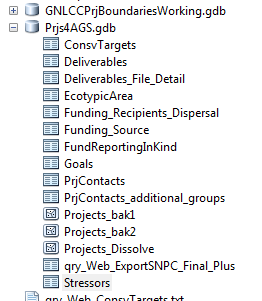 GNLCCPrjBoundariesWorking.gdb
Prjs4AGS.gdb
ConsvTargets
Deliverables
Deliverables_File_Detail
EcotypicArea
Funding_Recipients_Dispersal
Funding_Source
FundReportingInKind
Goals
PrjContacts
PrjContacts_additional_groups
Projects_bak1
Projects_bak2
Projects_Dissolve
qry_Web_ExportSNPC_Final_Plus
Stressors
qry_Web_ConsvTargets.txt